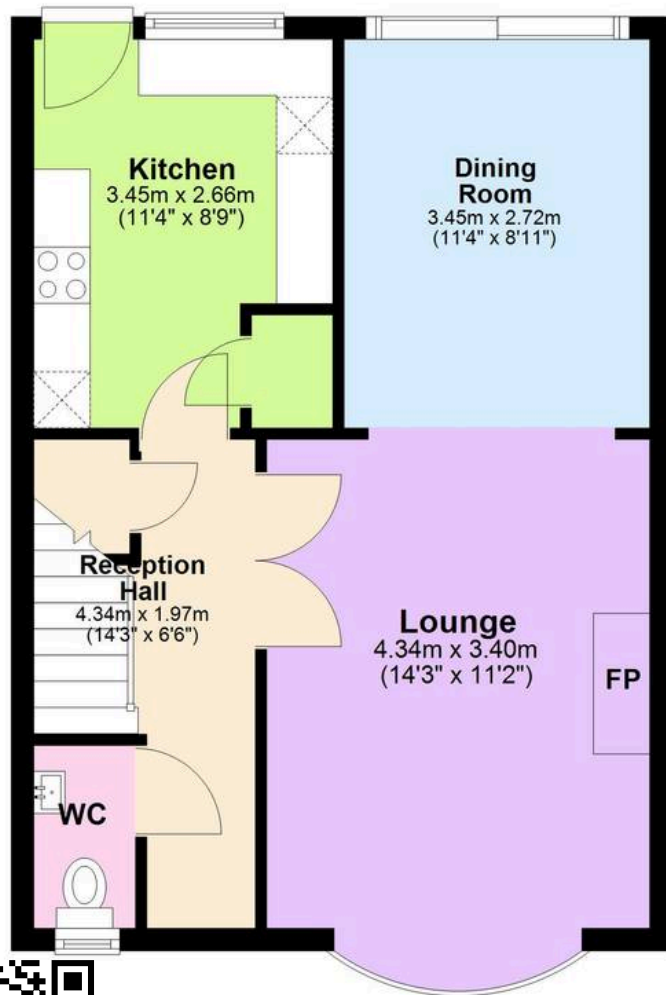 Kitchen
3.45m x 2.66m
(11'4" x 8'9")
Dining
Room
3.45m x 2.72m
(11'4" x 8'11")
Reception
Hall
4.34m x 1.97m
(14'3" x 6'6")
Lounge
4.34m x 3.40m
(14'3" x 11'2")
FP
WC